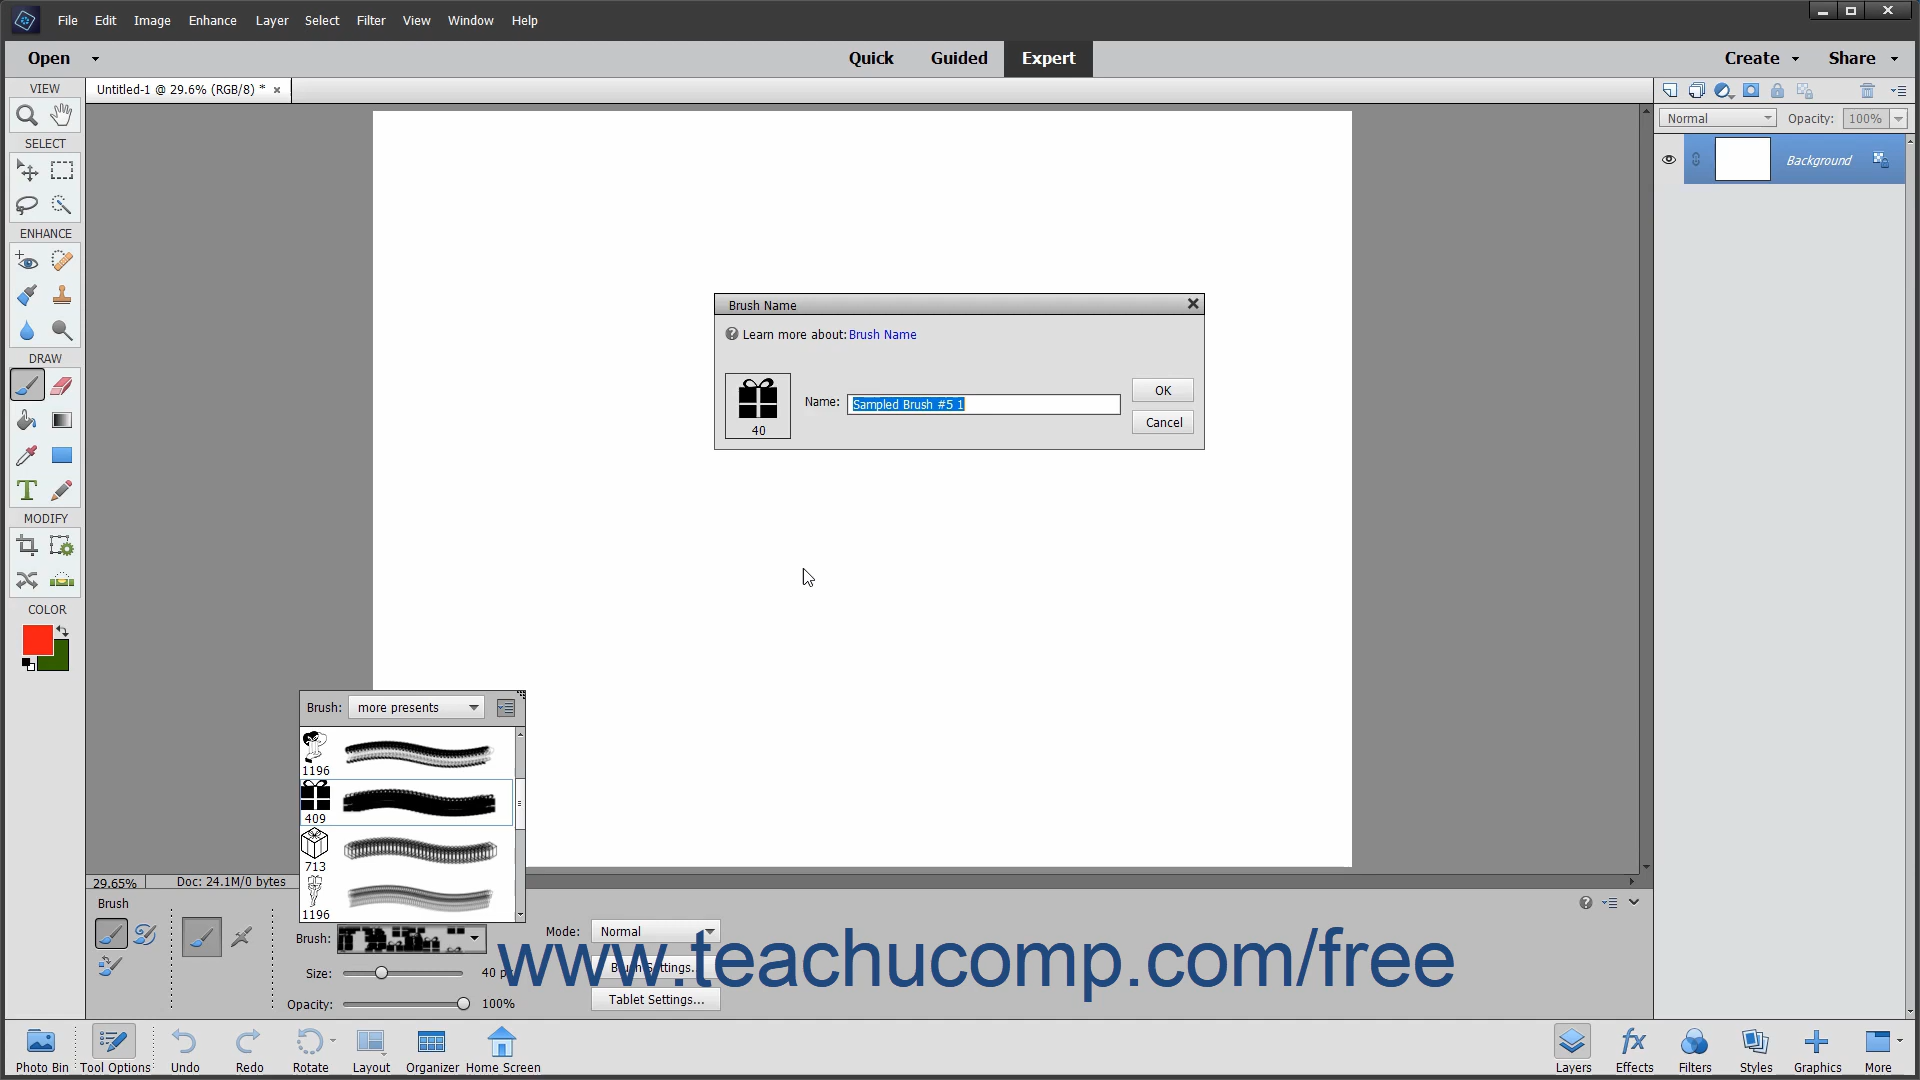 File Edit Image Enhance Layer Select Filter View Window Help
Open Quick Guided Expert Create Share
VIEW
Untitled-1 @ 29.6% (RGB/8) * ×
Normal Opacity: 100%
SELECT
Background
ENHANCE
Brush Name
Learn more about: Brush Name
DRAW
40
Name: Sampled Brush #5 1
OK
Cancel
MODIFY
COLOR
Brush: more presents
1196
409
713
1196
29.65% Doc: 24.1M/0 bytes
Brush
Brush:
Mode: Normal
Size: 40 p
Brush Settings...
Opacity: 100%
Tablet Settings...
www.teachucomp.com/free
Photo Bin Tool Options Undo Redo Rotate Layout Organizer Home Screen
fx
Layers Effects Filters Styles Graphics More